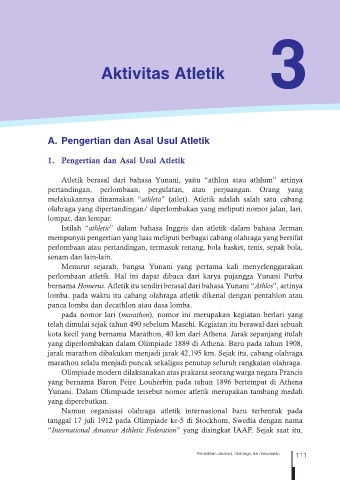 Aktivitas Atletik
3
A. Pengertian dan Asal Usul Atletik
1. Pengertian dan Asal Usul Atletik
Atletik berasal dari bahasa Yunani, yaitu “athlon atau athlum” artinya
pertandingan, perlombaan, pergulatan, atau perjuangan. Orang yang
melakukannya dinamakan “athleta” (atlet). Atletik adalah salah satu cabang
olahraga yang dipertandingan/ diperlombakan yang meliputi nomor jalan, lari,
lompat, dan lempar.
Istilah “athletic” dalam bahasa Inggris dan atletik dalam bahasa Jerman
mempunyai pengertian yang luas meliputi berbagai cabang olahraga yang bersifat
perlombaan atau pertandingan, termasuk renang, bola basket, tenis, sepak bola,
senam dan lain-lain.
Menurut sejarah, bangsa Yunani yang pertama kali menyelenggarakan
perlombaan atletik. Hal ini dapat dibaca dari karya pujangga Yunani Purba
bernama Homerus. Atletik itu sendiri berasal dari bahasa Yunani “Athlos”, artinya
lomba. pada waktu itu cabang olahraga atletik dikenal dengan pentahlon atau
panca lomba dan decathlon atau dasa lomba.
pada nomor lari (marathon), nomor ini merupakan kegiatan berlari yang
telah dimulai sejak tahun 490 sebelum Masehi. Kegiatan itu berawal dari sebuah
kota kecil yang bernama Marathon, 40 km dari Athena. Jarak sepanjang itulah
yang diperlombakan dalam Olimpiade 1889 di Athena. Baru pada tahun 1908,
jarak marathon dibakukan menjadi jarak 42,195 km. Sejak itu, cabang olahraga
marathon selalu menjadi puncak sekaligus penutup seluruh rangkaian olahraga.
Olimpiade modern dilaksanakan atas prakarsa seorang warga negara Prancis
yang bernama Baron Peire Louherbin pada tahun 1896 bertempat di Athena
Yunani. Dalam Olimpiade tersebut nomor atletik merupakan tambang medali
yang diperebutkan.
Namun organisasi olahraga atletik internasional baru terbentuk pada
tanggal 17 juli 1912 pada Olimpiade ke-5 di Stockhom, Swedia dengan nama
“International Amateur Athletic Federation” yang disingkat IAAF. Sejak saat itu,
Pendidikan Jasmani, Olahraga, dan Kesehatan
111